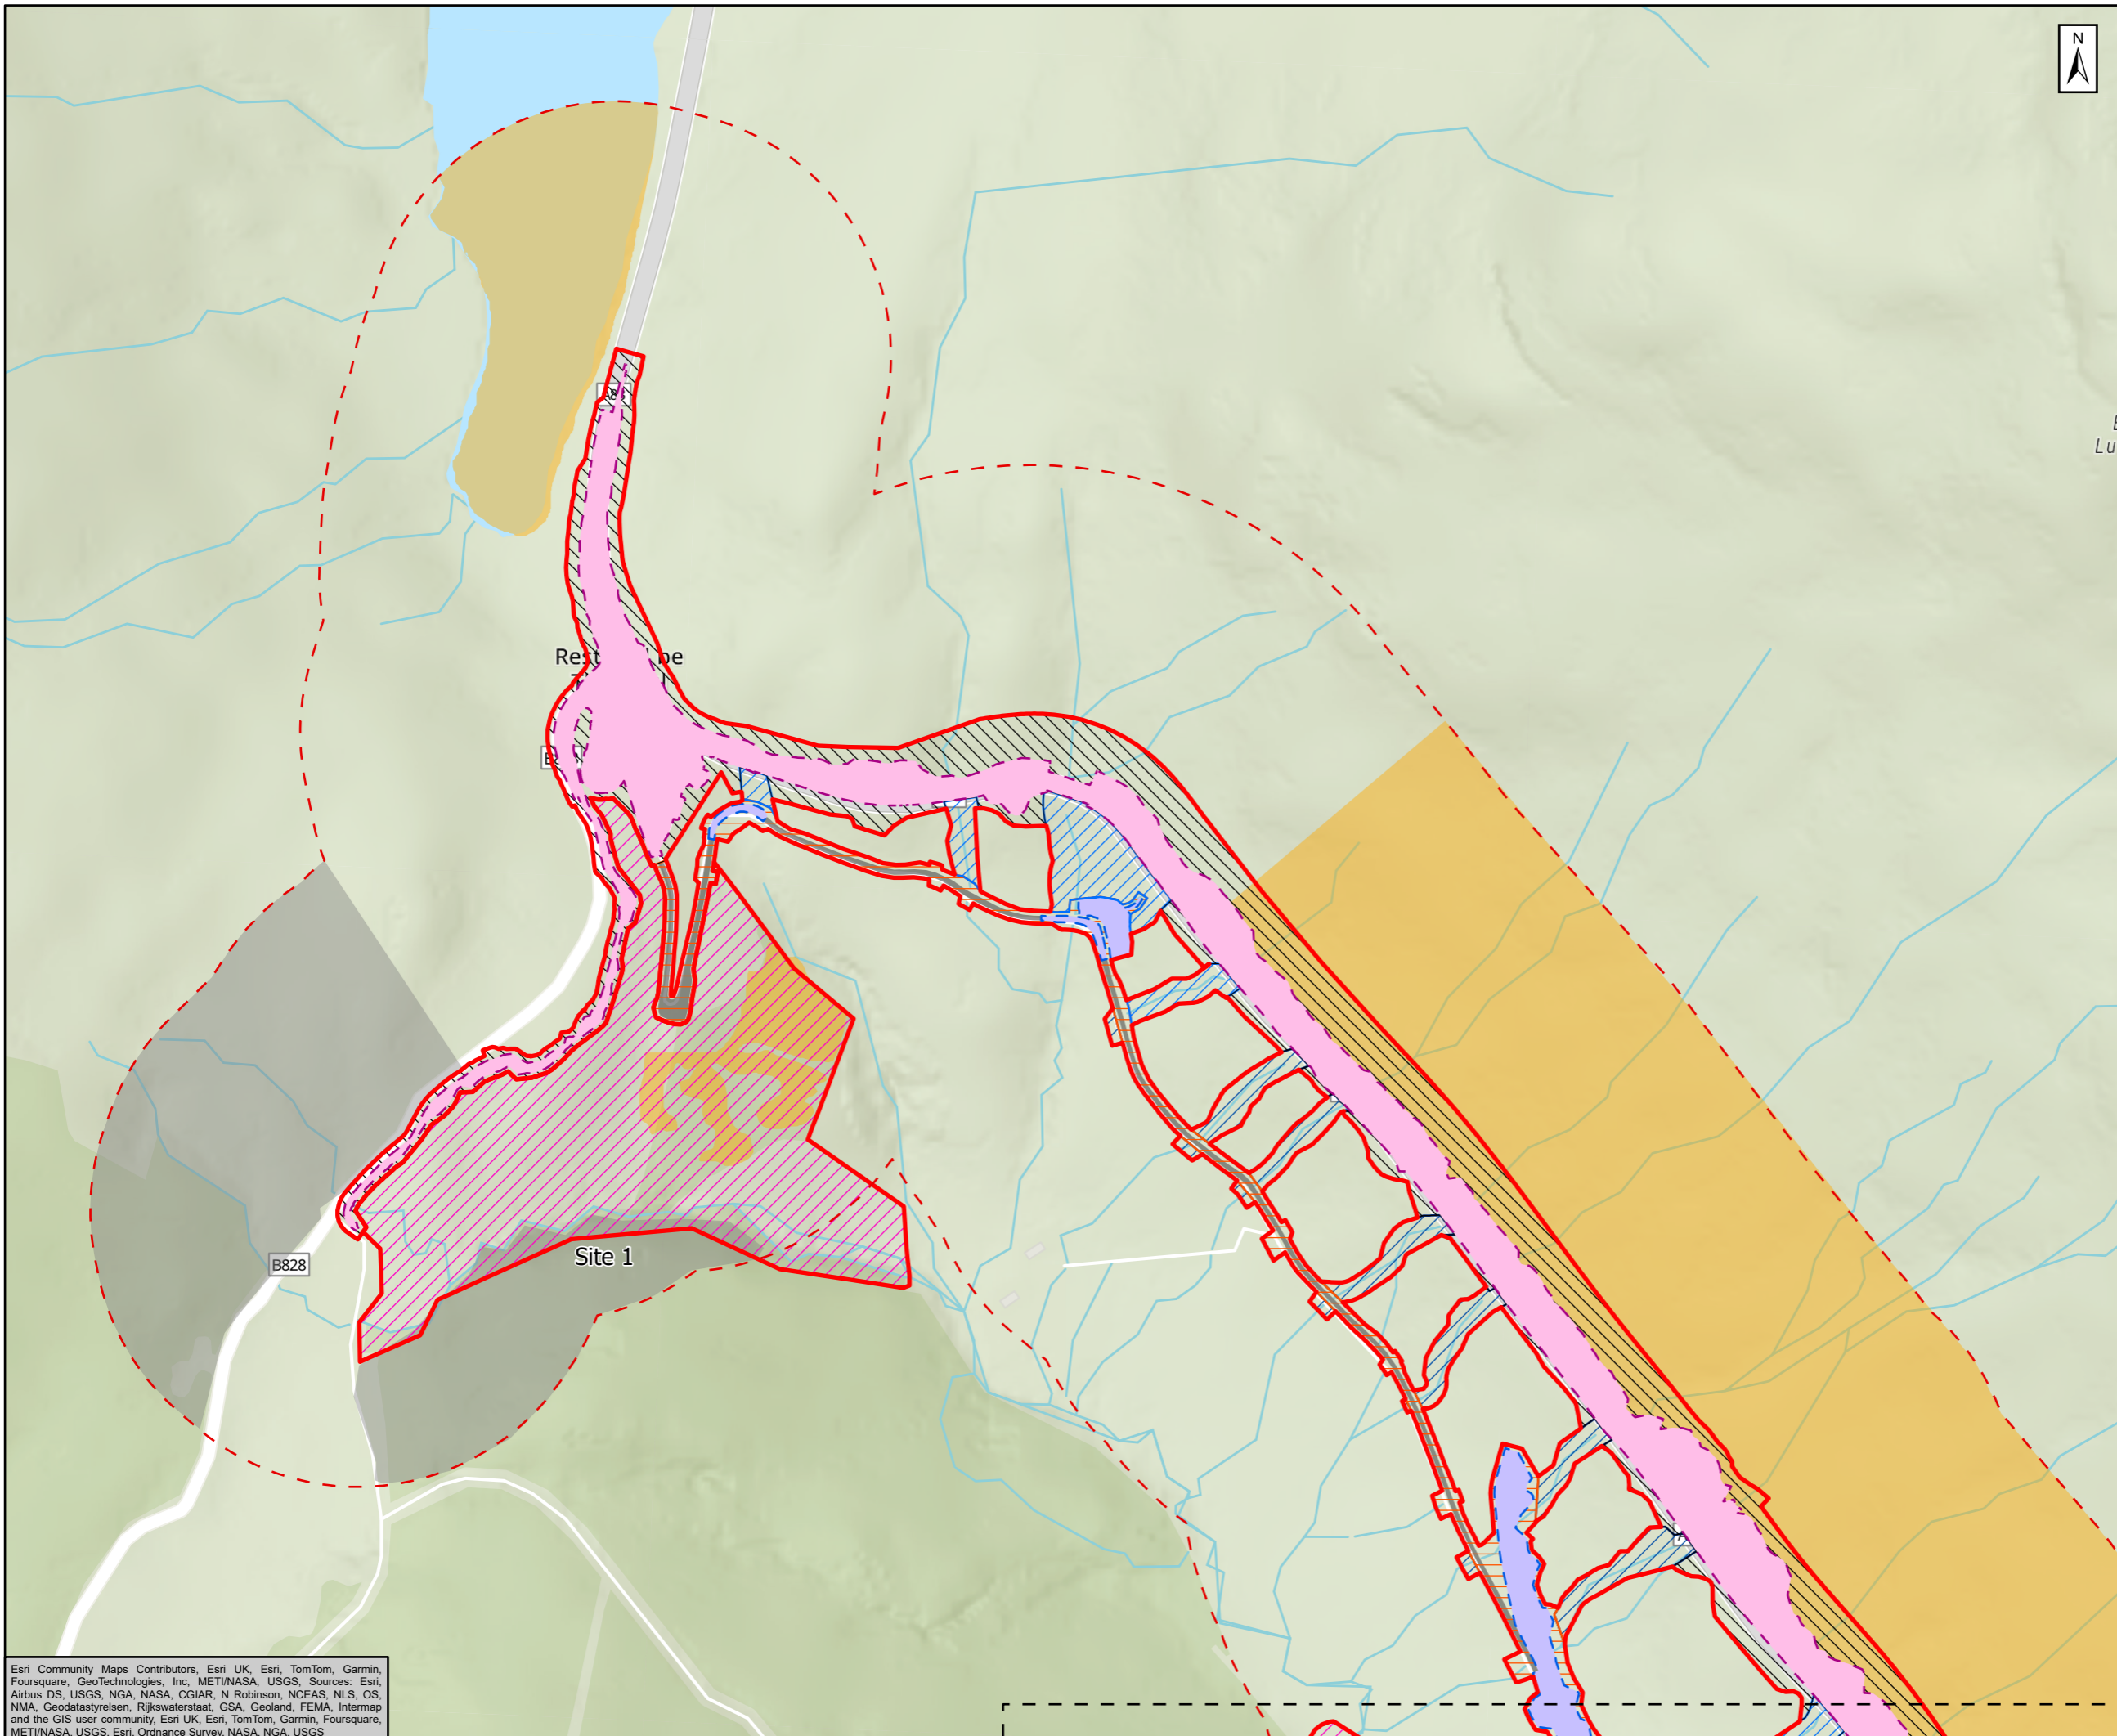 N
Lu
Rest
B828
Site 1
Esri Community Maps Contributors, Esri UK, Esri, TomTom, Garmin,
Foursquare, GeoTechnologies, Inc, METI/NASA, USGS, Sources: Esri,
Airbus DS, USGS, NGA, NASA, CGIAR, N Robinson, NCEAS, NLS, OS,
NMA, Geodatastyrelsen, Rijkswaterstaat, GSA, Geoland, FEMA, Intermap
and the GIS user community, Esri UK, Esri, TomTom, Garmin, Foursquare,
METI/NASA, USGS, Esri, Ordnance Survey, NASA, NGA, USGS